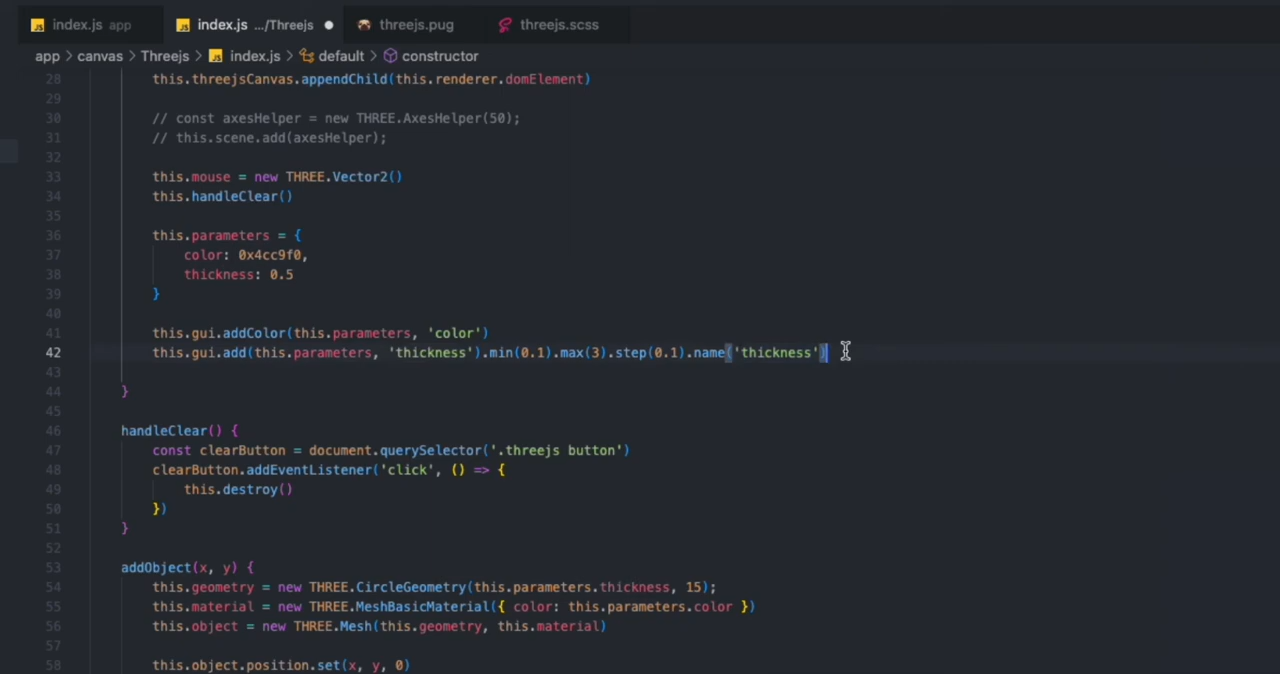 index.js app
index.js .../Threejs
threejs.pug
threejs.scss
app > canvas > Threejs > index.js > default > constructor
28 this.threejsCanvas.appendChild(this.renderer.domElement)
29
30 // const axesHelper = new THREE.AxesHelper(50);
31 // this.scene.add(axesHelper);
32
33 this.mouse = new THREE.Vector2()
34 this.handleClear()
35
36 this.parameters = {
37 color: 0x4cc9f0,
38 thickness: 0.5
39 }
40
41 this.gui.addColor(this.parameters, 'color')
42 this.gui.add(this.parameters, 'thickness').min(0.1).max(3).step(0.1).name('thickness')
43
44 }
45
46 handleClear() {
47 const clearButton = document.querySelector('.threejs button')
48 clearButton.addEventListener('click', () => {
49 this.destroy()
50 })
51 }
52
53 addObject(x, y) {
54 this.geometry = new THREE.CircleGeometry(this.parameters.thickness, 15);
55 this.material = new THREE.MeshBasicMaterial({ color: this.parameters.color })
56 this.object = new THREE.Mesh(this.geometry, this.material)
57
58 this.object.position.set(x, y, 0)